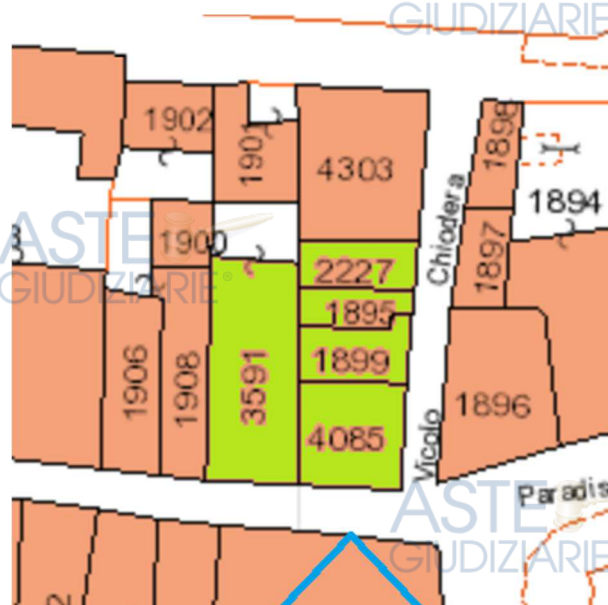 ASTE
GIUDIZIARIE
1902
1901
4303
1898
1894
Chiodera
1900
ASTE
GIUDIZIARIE®
2227
1897
1895
1899
3591
1906
1908
4085
1896
Vicolo
Paradis
ASTE
GIUDIZIARIE